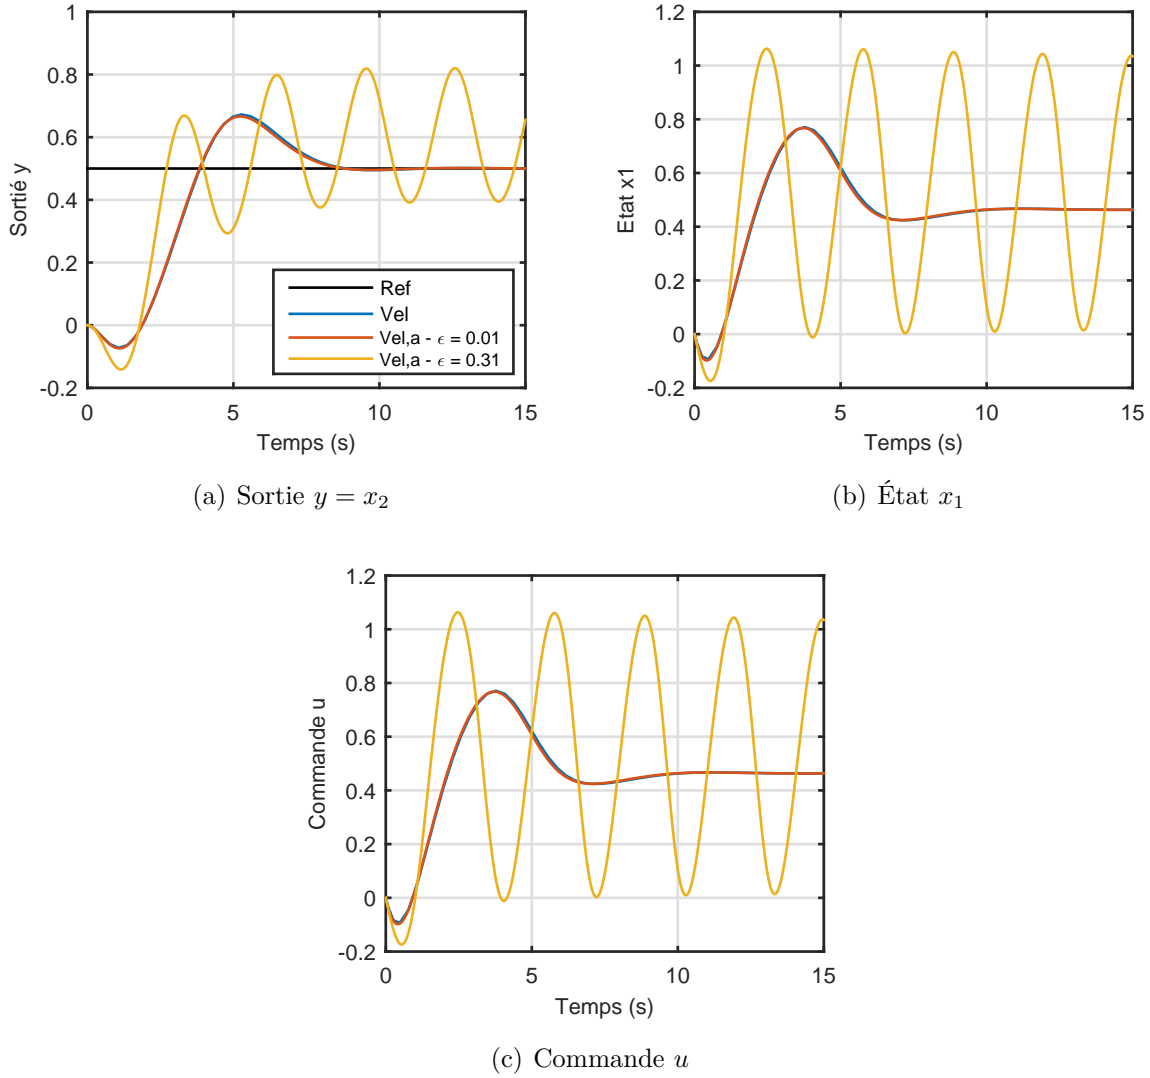 1
0.8
0.6
0.4
0.2
0
-0.2
Sortié y
Ref
Vel
Vel,a - ϵ = 0.01
Vel,a - ϵ = 0.31
0 5 10 15
Temps (s)
(a) Sortie y = x2
1.2
1
0.8
0.6
0.4
0.2
0
-0.2
Etat x1
0 5 10 15
Temps (s)
(b) État x1
1.2
1
0.8
0.6
0.4
0.2
0
-0.2
Commande u
0 5 10 15
Temps (s)
(c) Commande u